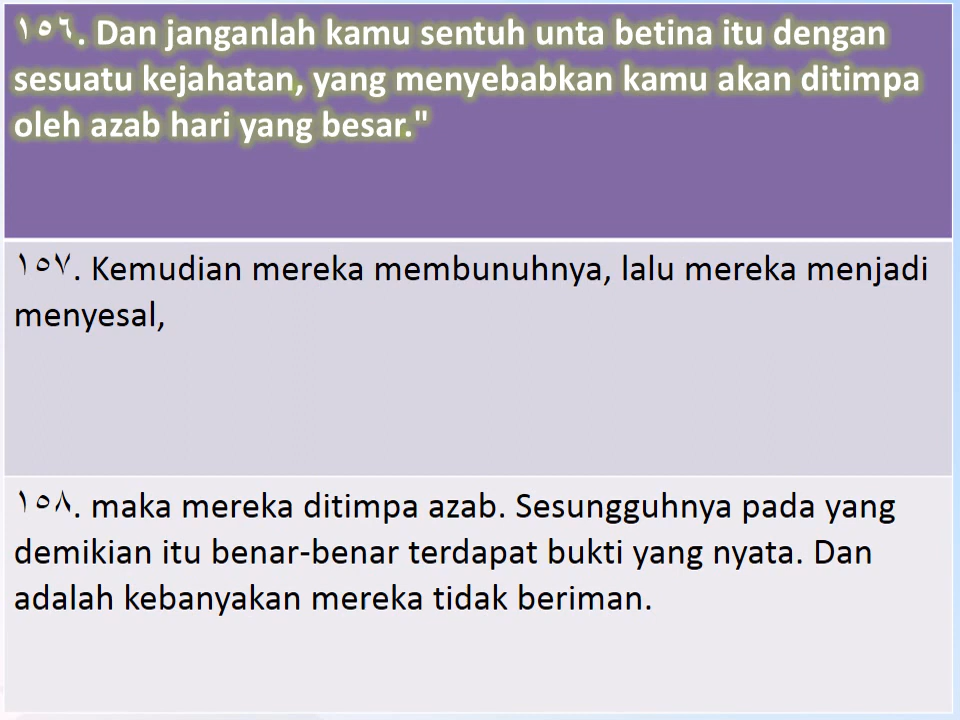 ١٥٦. Dan janganlah kamu sentuh unta betina itu dengan
sesuatu kejahatan, yang menyebabkan kamu akan ditimpa
oleh azab hari yang besar."
١٥٧. Kemudian mereka membunuhnya, lalu mereka menjadi
menyesal,
١٥٨. maka mereka ditimpa azab. Sesungguhnya pada yang
demikian itu benar-benar terdapat bukti yang nyata. Dan
adalah kebanyakan mereka tidak beriman.